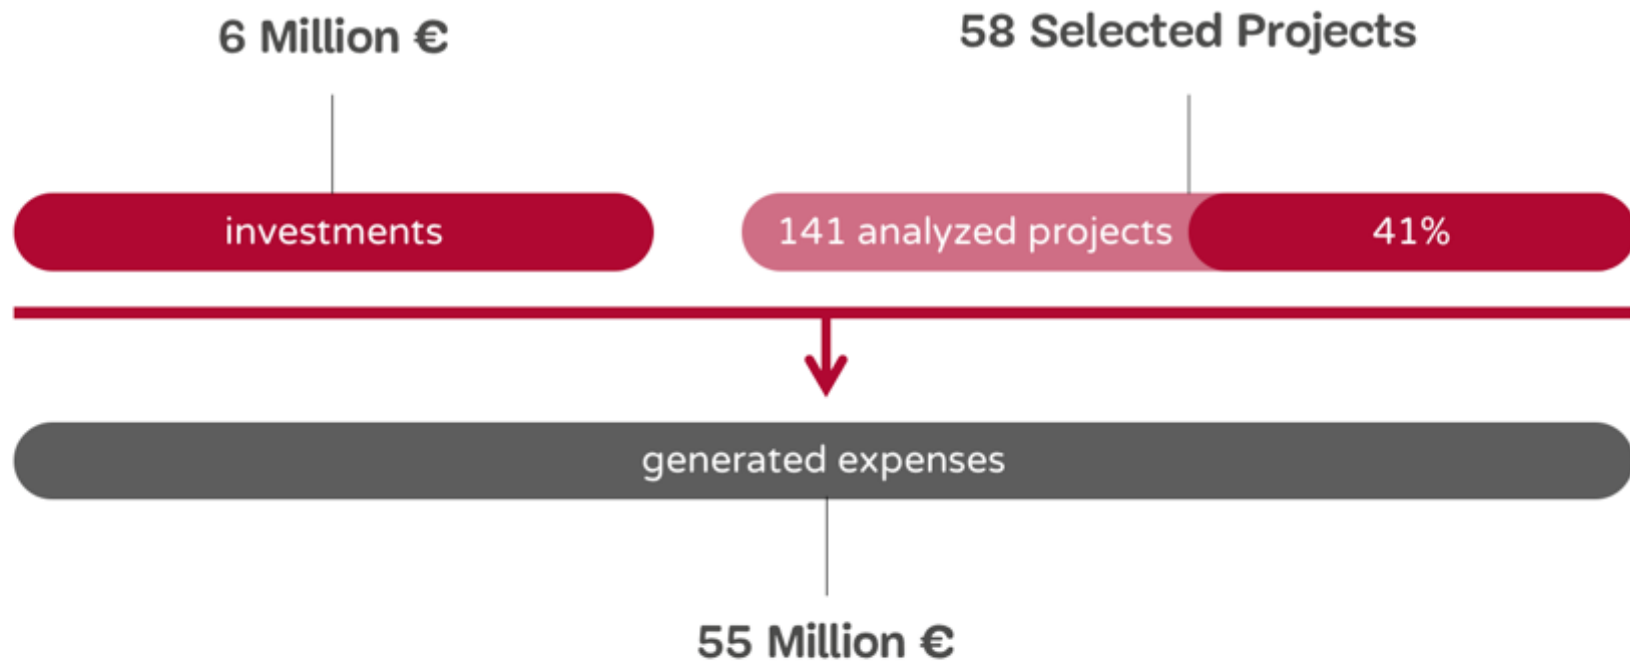 6 Million €
58 Selected Projects
investments
141 analyzed projects
41%
generated expenses
55 Million €